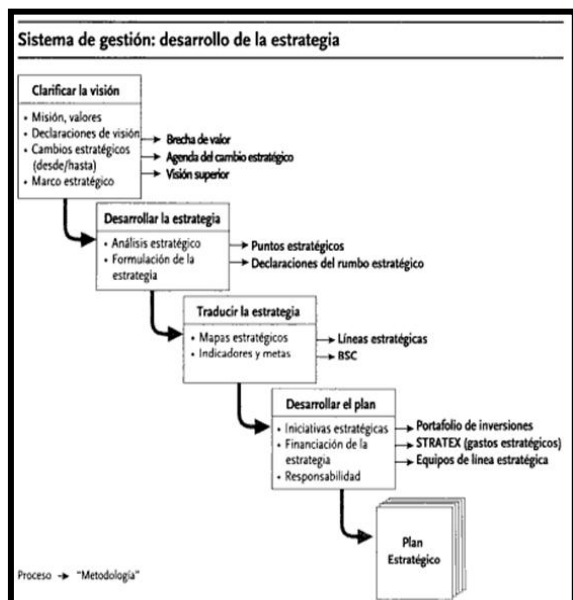 Sistema de gestión: desarrollo de la estrategia
Clarificar la visión
• Misión, valores
• Declaraciones de visión
• Cambios estratégicos
(desde/hasta)
• Marco estratégico
→ Brecha de valor
→ Agenda del cambio estratégico
→ Visión superior
Desarrollar la estrategia
• Análisis estratégico
• Formulación de la
estrategia
→ Puntos estratégicos
→ Declaraciones del rumbo estratégico
Traducir la estrategia
• Mapas estratégicos
• Indicadores y metas
→ Líneas estratégicas
→ BSC
Desarrollar el plan
• Iniciativas estratégicas
• Financiación de la
estrategia
• Responsabilidad
→ Portafolio de inversiones
→ STRATEX (gastos estratégicos)
→ Equipos de línea estratégica
Plan
Estratégico
Proceso → "Metodología"